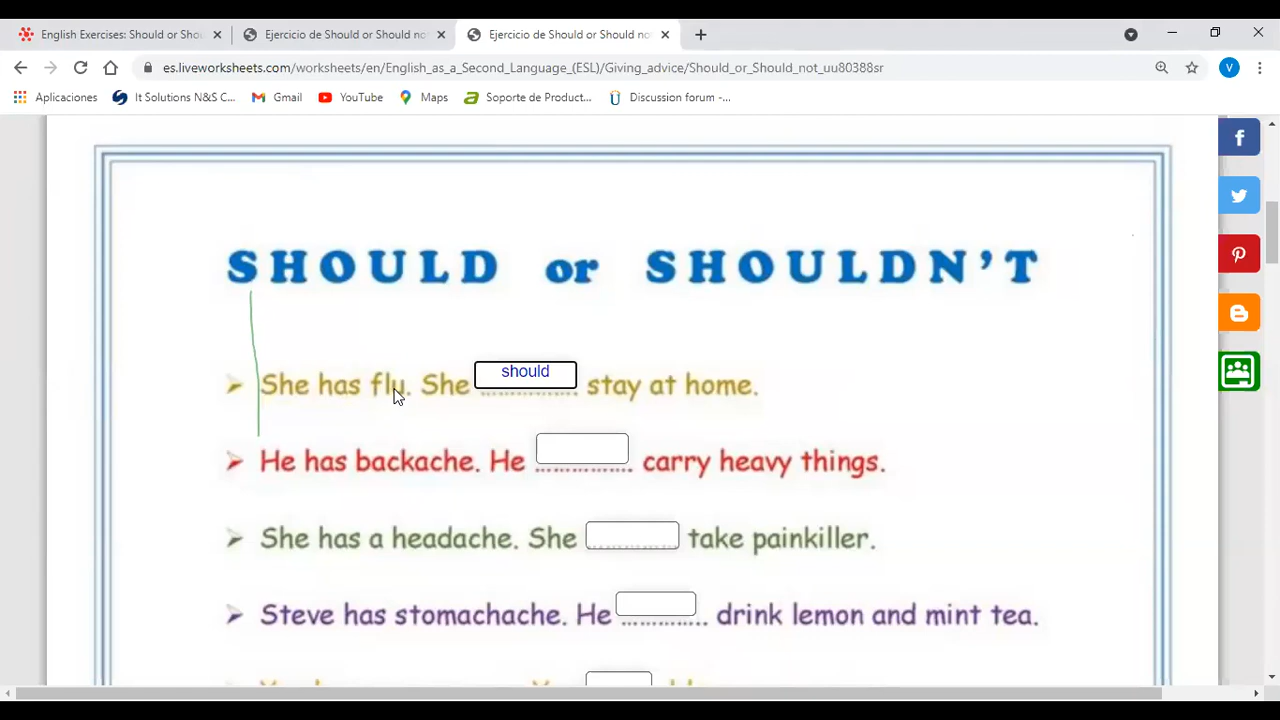 English Exercises: Should or Shou
Ejercicio de Should or Should not
Ejercicio de Should or Should not
es.liveworksheets.com/worksheets/en/English_as_a_Second_Language_(ESL)/Giving_advice/Should_or_Should_not_uu80388sr
V
Aplicaciones
It Solutions N&S C...
Gmail
YouTube
Maps
Soporte de Product...
Discussion forum -...
SHOULD or SHOULDN'T
She has flu. She should stay at home.
He has backache. He .............. carry heavy things.
She has a headache. She .............. take painkiller.
Steve has stomachache. He .............. drink lemon and mint tea.